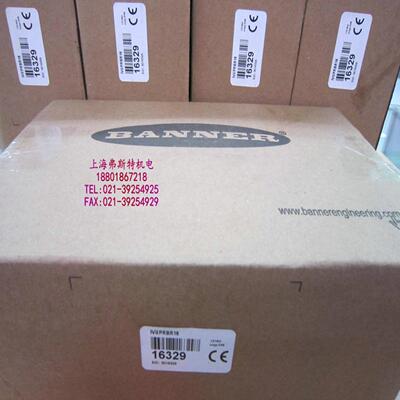 16329
CE
16329
CE
16329
CE
16329
CE
BANNER
上海弗斯特机电
18801867218
TEL:021-39254925
FAX:021-39254929
www.bannerengineering.com
IVEPRBR16
16329
CE